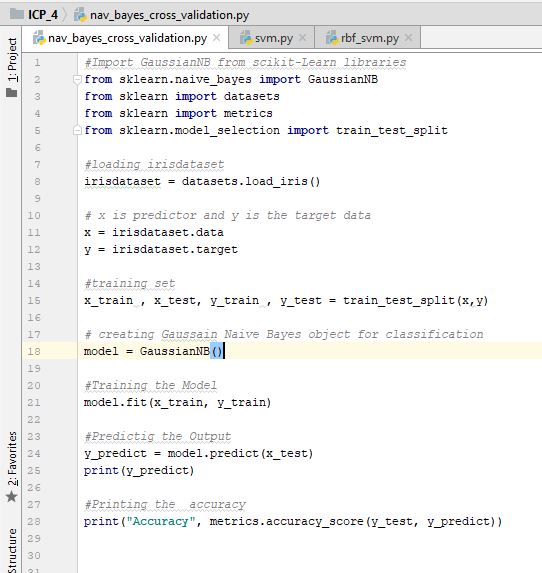 ICP_4 nav_bayes_cross_validation.py
1: Project
nav_bayes_cross_validation.py svm.py rbf_svm.py
1 #Import GaussianNB from scikit-Learn libraries
2 from sklearn.naive_bayes import GaussianNB
3 from sklearn import datasets
4 from sklearn import metrics
5 from sklearn.model_selection import train_test_split
6
7 #loading irisdataset
8 irisdataset = datasets.load_iris()
9
10 # x is predictor and y is the target data
11 x = irisdataset.data
12 y = irisdataset.target
13
14 #training set
15 x_train , x_test, y_train , y_test = train_test_split(x,y)
16
17 # creating Gaussain Naive Bayes object for classification
18 model = GaussianNB()
19
20 #Training the Model
21 model.fit(x_train, y_train)
22
23 #Predictig the Output
24 y_predict = model.predict(x_test)
25 print(y_predict)
26
27 #Printing the  accuracy
28 print("Accuracy", metrics.accuracy_score(y_test, y_predict))
29
30
31
2: Favorites
Structure